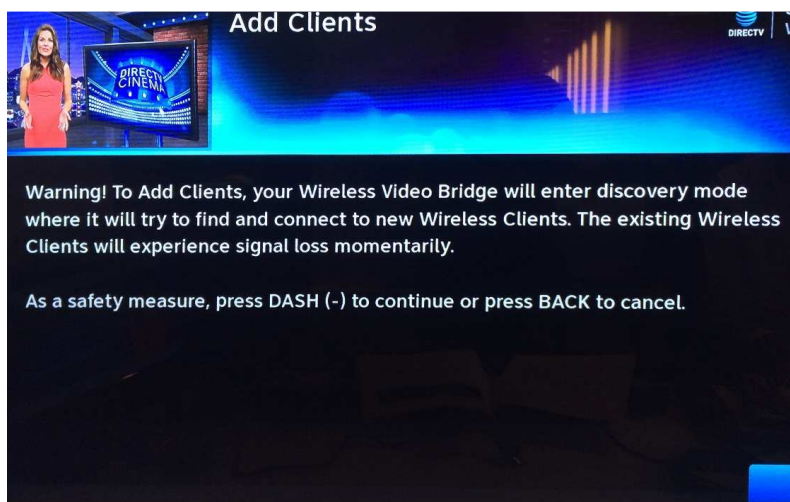 Add Clients
DIRECTV
DIRECTV
CINEMA
Warning! To Add Clients, your Wireless Video Bridge will enter discovery mode
where it will try to find and connect to new Wireless Clients. The existing Wireless
Clients will experience signal loss momentarily.
As a safety measure, press DASH (-) to continue or press BACK to cancel.